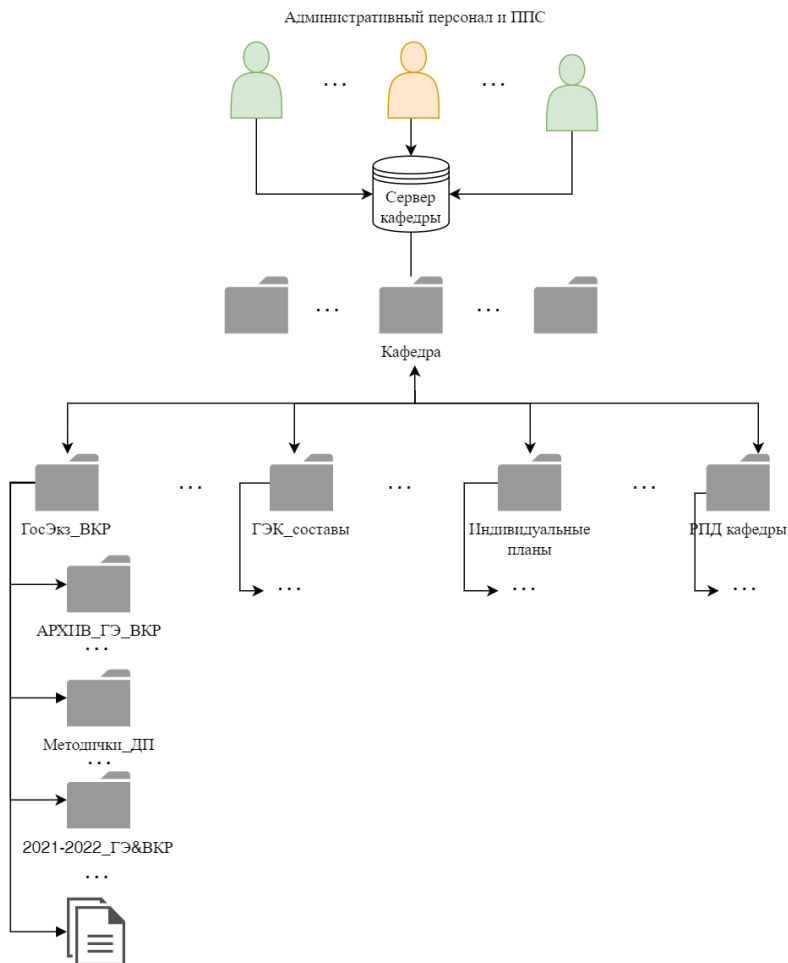 Административный персонал и ППС
... ...
Сервер
кафедры
... ...
Кафедра
... ... ...
ГосЭкз_ВКР
ГЭК_составы
Индивидуальные
планы
РПД кафедры
... ... ...
АРХИВ_ГЭ_ВКР
...
Методички_ДП
...
2021-2022_ГЭ&ВКР
...